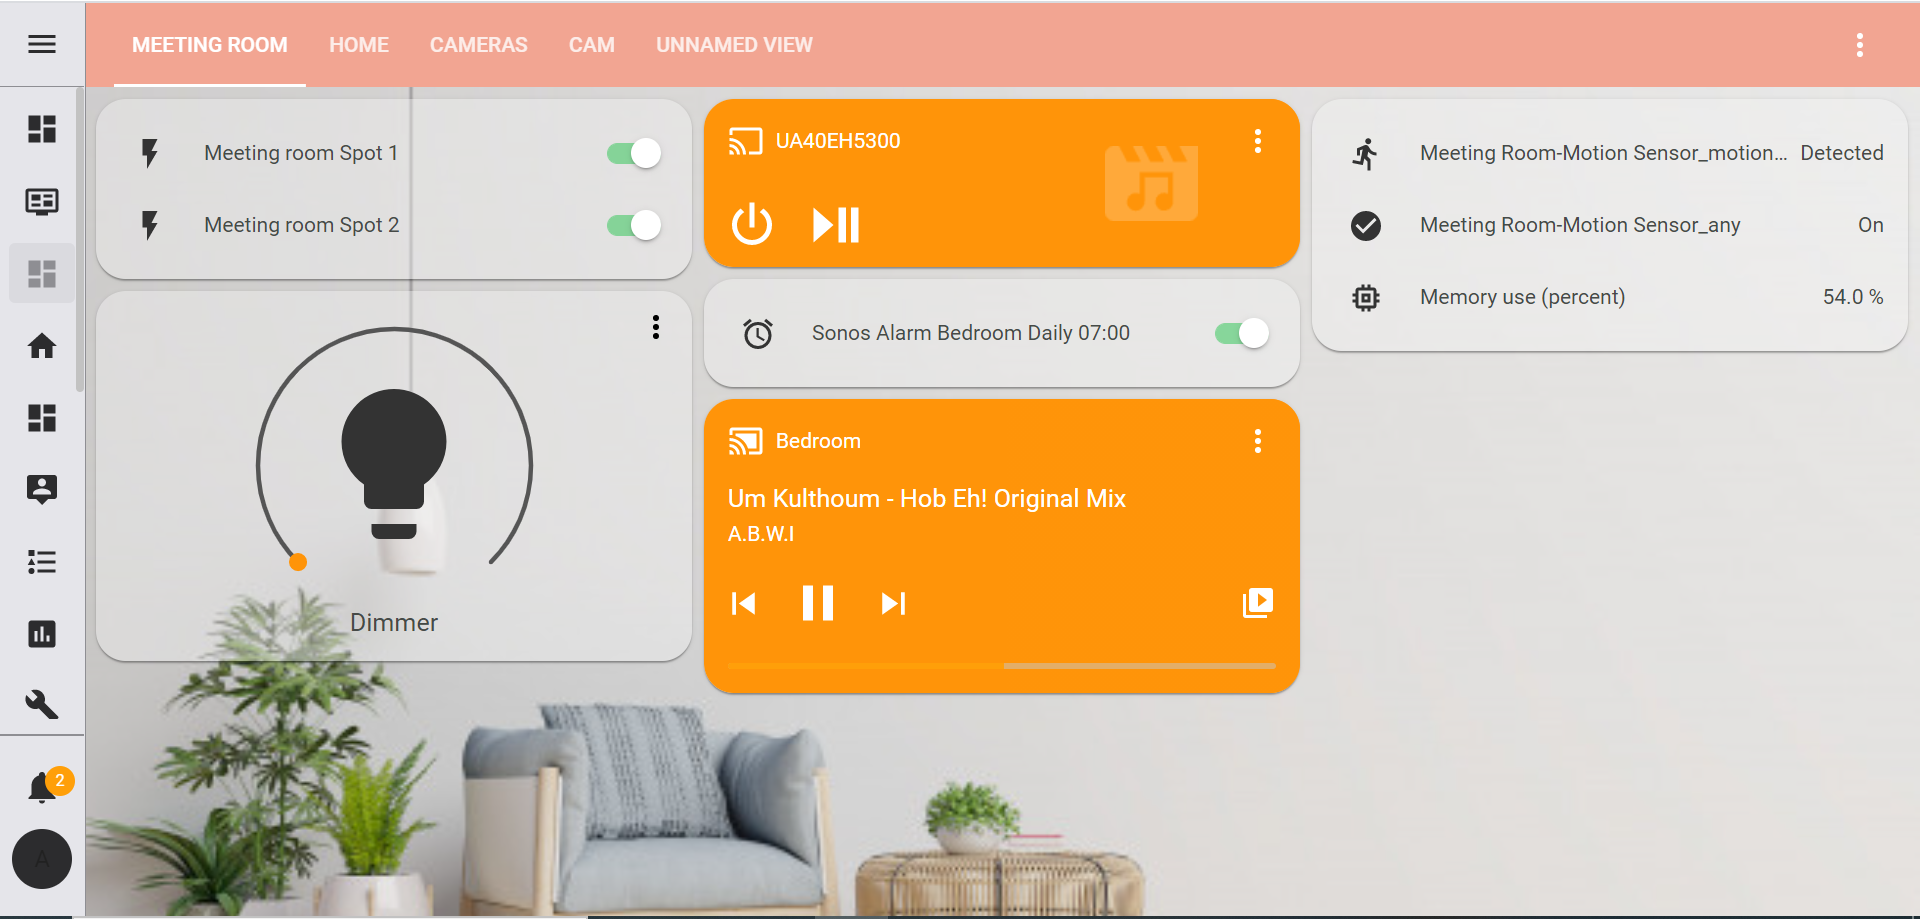 MEETING ROOM HOME CAMERAS CAM UNNAMED VIEW
Meeting room Spot 1
Meeting room Spot 2
Dimmer
UA40EH5300
Sonos Alarm Bedroom Daily 07:00
Bedroom
Um Kulthoum - Hob Eh! Original Mix
A.B.W.I
Meeting Room-Motion Sensor_motion... Detected
Meeting Room-Motion Sensor_any On
Memory use (percent) 54.0 %
2
A